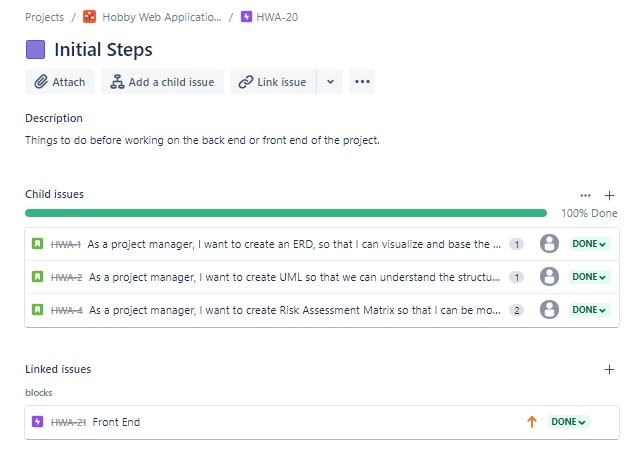 Projects / Hobby Web Applicatio... / HWA-20
Initial Steps
Attach Add a child issue Link issue
Description
Things to do before working on the back end or front end of the project.
Child issues
100% Done
HWA-1 As a project manager, I want to create an ERD, so that I can visualize and base the ... 1 DONE
HWA-2 As a project manager, I want to create UML so that we can understand the structu... 1 DONE
HWA-4 As a project manager, I want to create Risk Assessment Matrix so that I can be mo... 2 DONE
Linked issues
blocks
HWA-21 Front End DONE